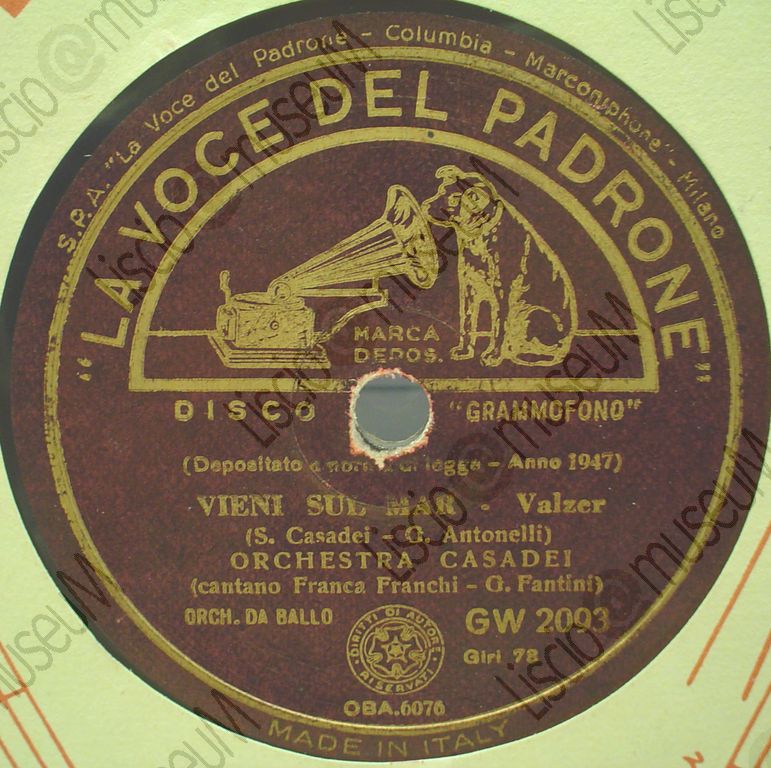 S.P.A. "La Voce del Padrone - Columbia - Marconiphone" - Milano
"LA VOCE DEL PADRONE"
MARCA
DEPOS.
DISCO "GRAMMOFONO"
(Depositato a norma di legge - Anno 1947)
VIENI SUL MAR - Valzer
(S. Casadei - G. Antonelli)
ORCHESTRA CASADEI
(cantano Franca Franchi - G. Fantini)
ORCH. DA BALLO
GW 2093
Giri 78
DIRITTI DI AUTORE RISERVATI
OBA.6076
MADE IN ITALY
Liscio@museuM